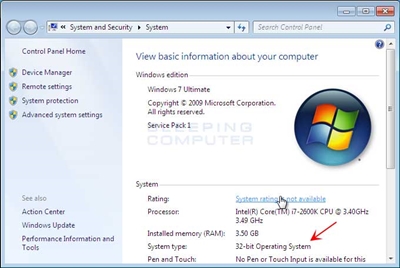 System and Security
System
Search Control Panel
Control Panel Home
Device Manager
Remote settings
System protection
Advanced system settings
See also
Action Center
Windows Update
Performance Information and Tools
View basic information about your computer
Windows edition
Windows 7 Ultimate
Copyright © 2009 Microsoft Corporation.
All rights reserved.
Service Pack 1
BLEEPING
COMPUTER
System
Rating: System rating is not available
Processor: Intel(R) Core(TM) i7-2600K CPU @ 3.40GHz
3.49 GHz
Installed memory (RAM): 3.50 GB
System type: 32-bit Operating System
Pen and Touch: No Pen or Touch Input is available for this